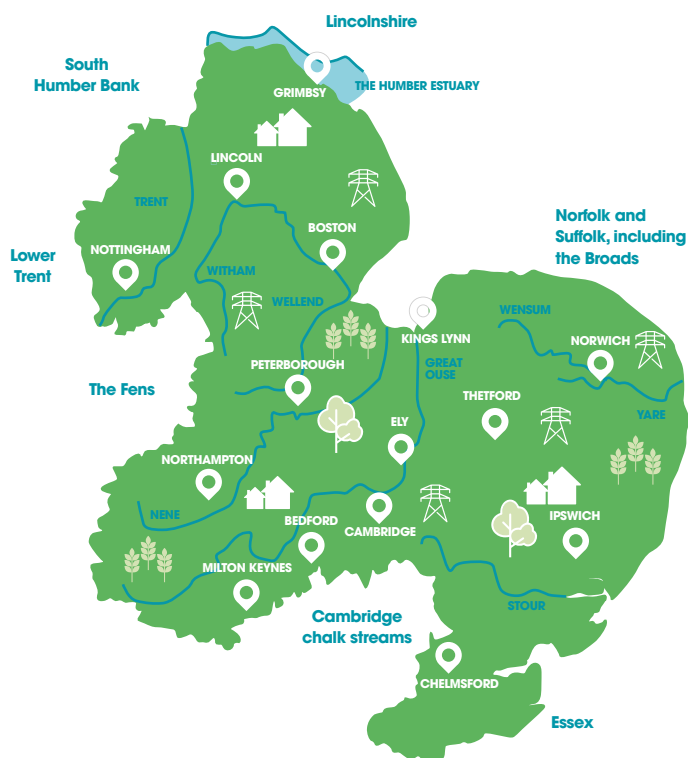 Lincolnshire
South
Humber Bank
THE HUMBER ESTUARY
GRIMBSY
LINCOLN
TRENT
BOSTON
Norfolk and
Suffolk, including
the Broads
Lower
Trent
NOTTINGHAM
WITHAM
WELLEND
WENSUM
KINGS LYNN
NORWICH
PETERBOROUGH
GREAT
OUSE
The Fens
THETFORD
YARE
ELY
NORTHAMPTON
NENE
BEDFORD
CAMBRIDGE
IPSWICH
MILTON KEYNES
STOUR
Cambridge
chalk streams
CHELMSFORD
Essex